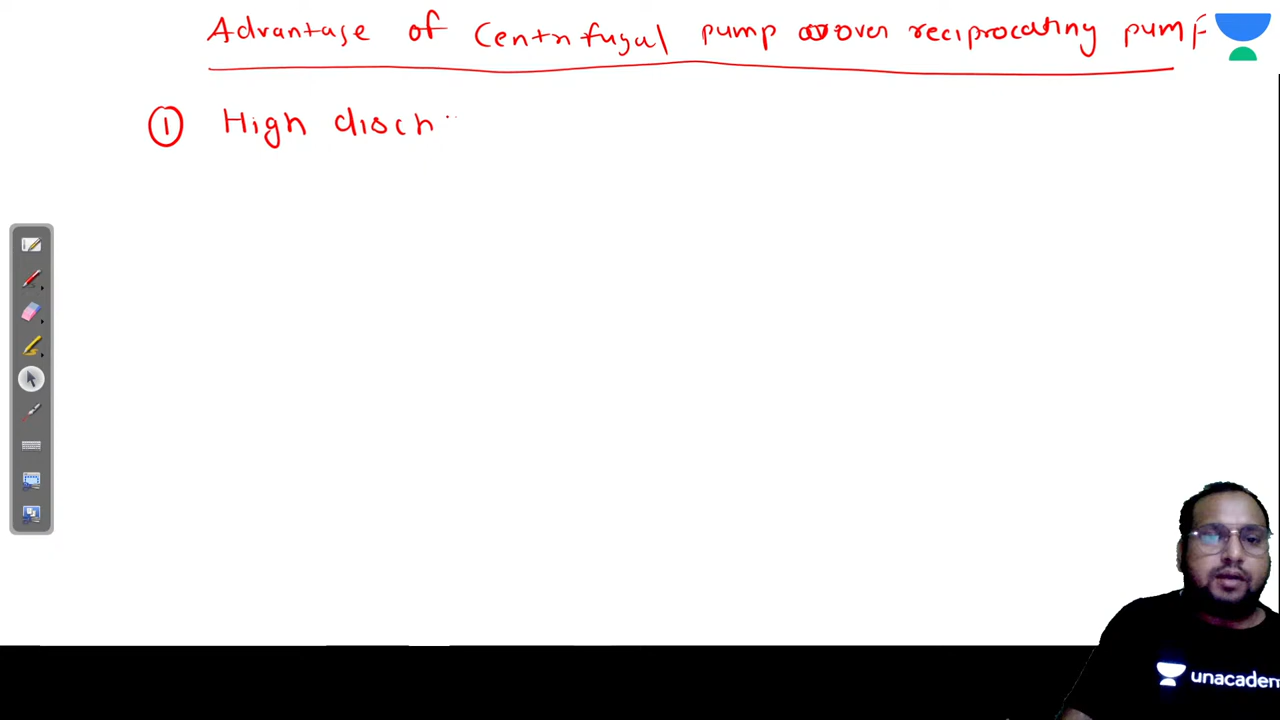 Advantage of Centrifugal pump over reciprocating pump
① High disch
unacadem